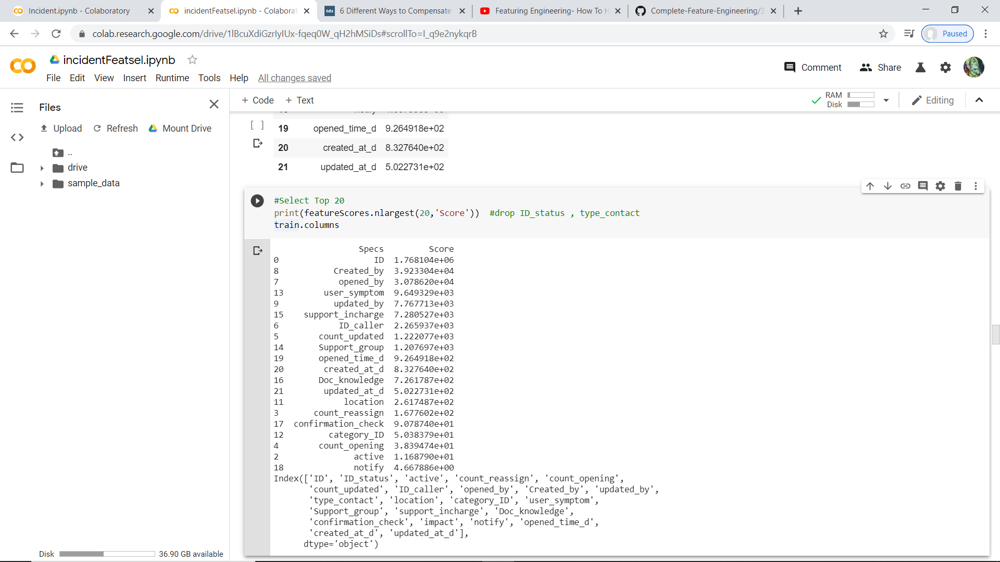 Incident.ipynb - Colaboratory
incidentFeatsel.ipynb - Colaborat
tds 6 Different Ways to Compensate
Featuring Engineering- How To H
Complete-Feature-Engineering/3
colab.research.google.com/drive/1lBcuXdiGzrIyIUx-fqeq0W_qH2hMSiDs#scrollTo=I_q9e2nykqrB
Paused
incidentFeatsel.ipynb
Comment Share
File Edit View Insert Runtime Tools Help All changes saved
Files
Upload Refresh Mount Drive
..
drive
sample_data
Disk 36.90 GB available
+ Code + Text
RAM
Disk
Editing
[ ]
19 opened_time_d 9.264918e+02
20 created_at_d 8.327640e+02
21 updated_at_d 5.022731e+02
#Select Top 20
print(featureScores.nlargest(20,'Score')) #drop ID_status , type_contact
train.columns
Specs Score
0 ID 1.768104e+06
8 Created_by 3.923304e+04
7 opened_by 3.078620e+04
13 user_symptom 9.649329e+03
9 updated_by 7.767713e+03
15 support_incharge 7.280527e+03
6 ID_caller 2.265937e+03
5 count_updated 1.222077e+03
14 Support_group 1.207697e+03
19 opened_time_d 9.264918e+02
20 created_at_d 8.327640e+02
16 Doc_knowledge 7.261787e+02
21 updated_at_d 5.022731e+02
11 location 2.617487e+02
3 count_reassign 1.677602e+02
17 confirmation_check 9.078740e+01
12 category_ID 5.038379e+01
4 count_opening 3.839474e+01
2 active 1.168790e+01
18 notify 4.667886e+00
Index(['ID', 'ID_status', 'active', 'count_reassign', 'count_opening',
'count_updated', 'ID_caller', 'opened_by', 'Created_by', 'updated_by',
'type_contact', 'location', 'category_ID', 'user_symptom',
'Support_group', 'support_incharge', 'Doc_knowledge',
'confirmation_check', 'impact', 'notify', 'opened_time_d',
'created_at_d', 'updated_at_d'],
dtype='object')